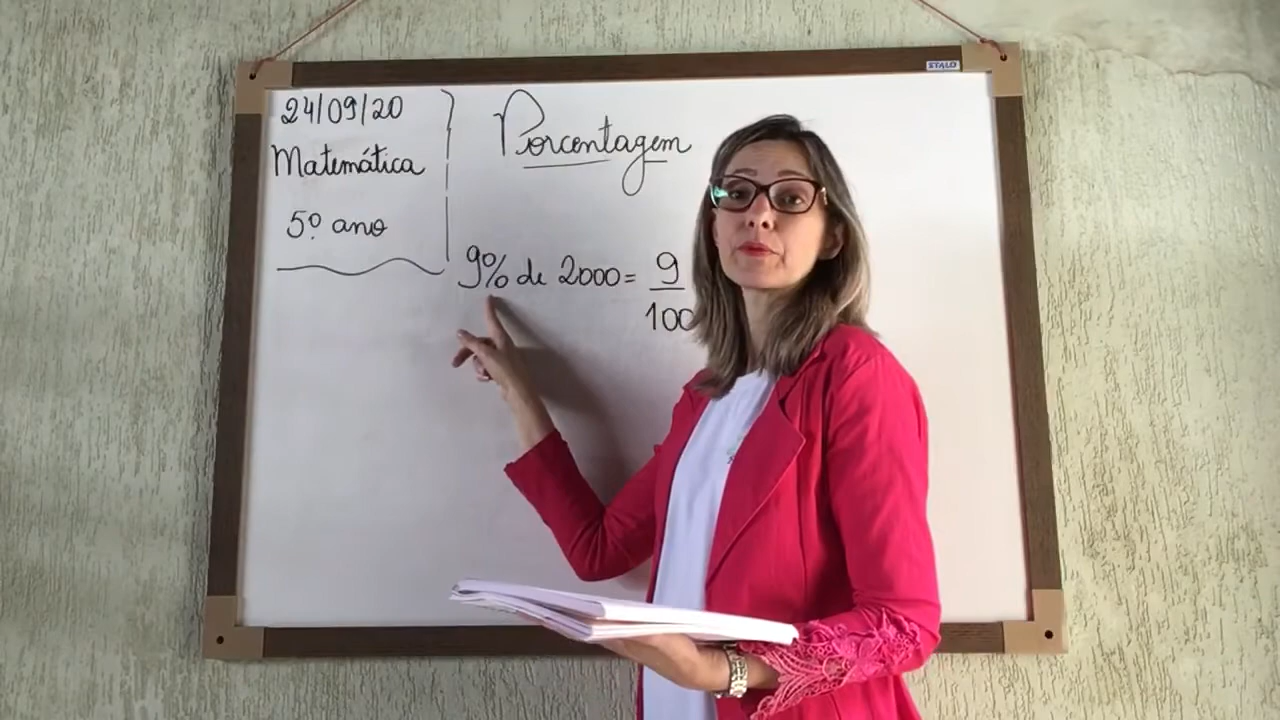 STALO
24/09/20
Matemática
5º ano
Porcentagem
9% de 2000 = 9
100